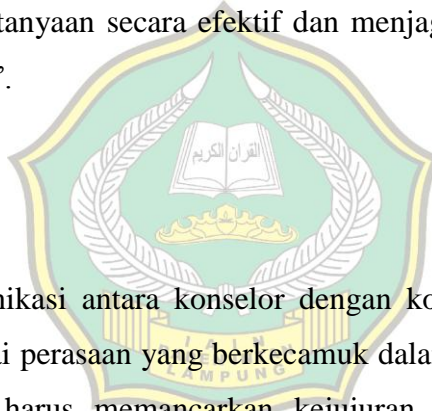 tanyaan secara efektif dan menjag
”.
القرآن الكريم
nikasi antara konselor dengan ko
ai perasaan yang berkecamuk dala
I A I N
LAMPUNG
harus memancarkan kejujuran